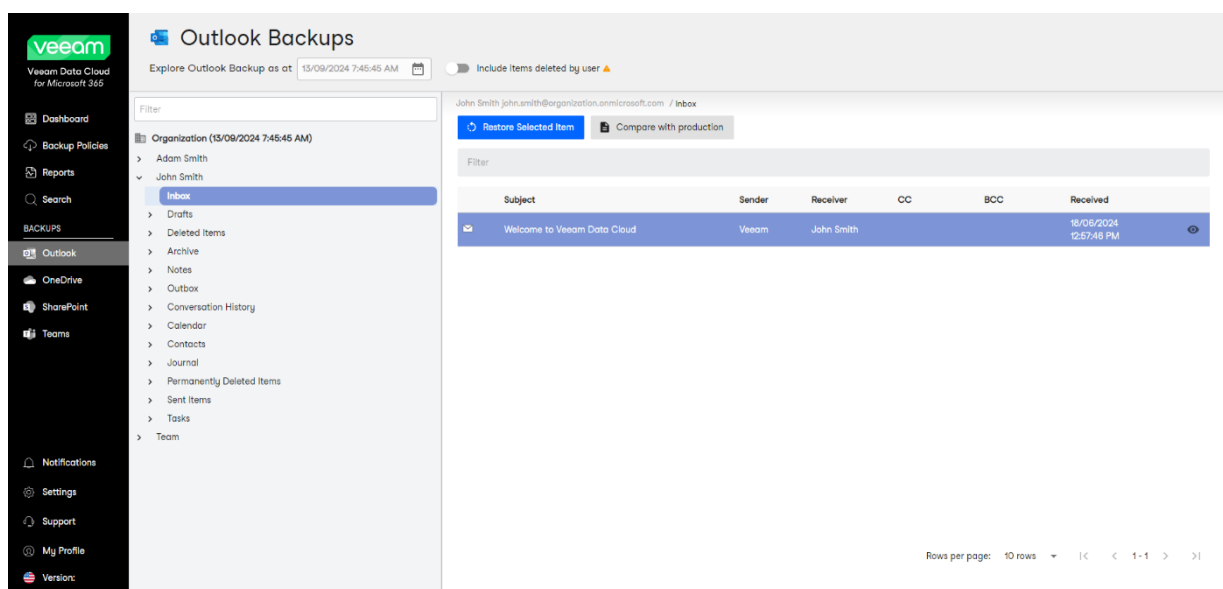 veeam
Veeam Data Cloud
for Microsoft 365
Dashboard
Backup Policies
Reports
Search
BACKUPS
Outlook
OneDrive
SharePoint
Teams
Notifications
Settings
Support
My Profile
Version:
Outlook Backups
Explore Outlook Backup as at 13/09/2024 7:45:45 AM
Include items deleted by user
Filter
Organization (13/09/2024 7:45:45 AM)
Adam Smith
John Smith
Inbox
Drafts
Deleted Items
Archive
Notes
Outbox
Conversation History
Calendar
Contacts
Journal
Permanently Deleted Items
Sent Items
Tasks
Team
John Smith john.smith@organization.onmicrosoft.com / Inbox
Restore Selected Item Compare with production
Filter
Subject Sender Receiver CC BCC Received
Welcome to Veeam Data Cloud Veeam John Smith 18/06/2024
12:57:46 PM
Rows per page: 10 rows 1-1